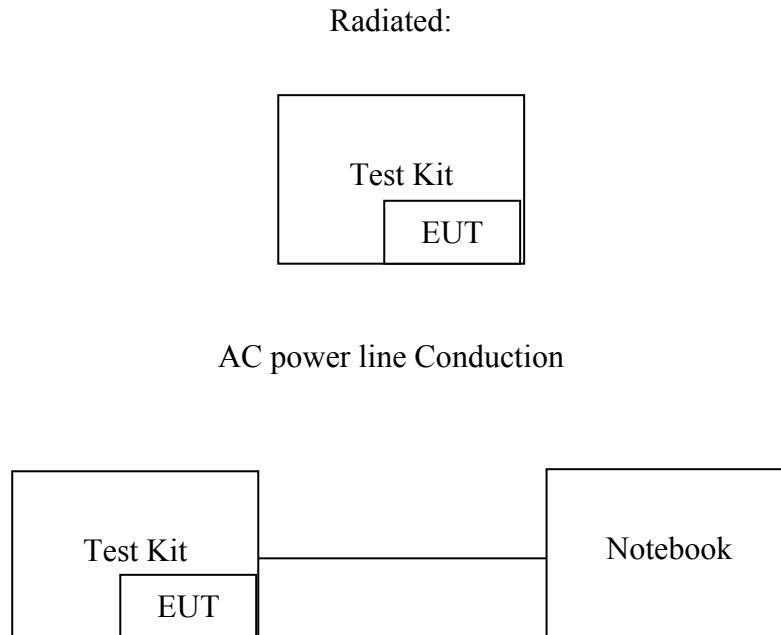 Radiated:
Test Kit
EUT
AC power line Conduction
Test Kit
Notebook
EUT